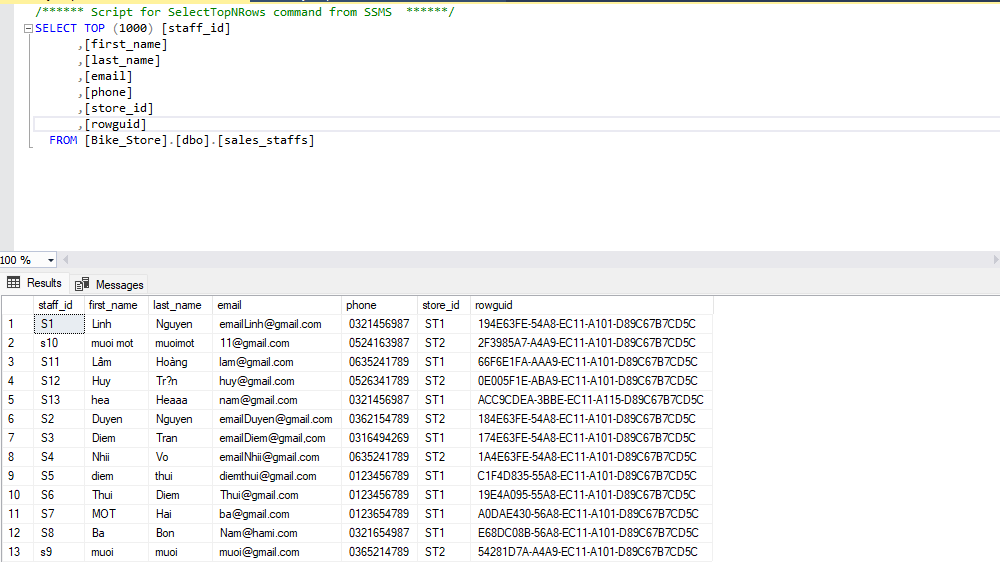 /****** Script for SelectTopNRows command from SSMS  ******/
SELECT TOP (1000) [staff_id]
,[first_name]
,[last_name]
,[email]
,[phone]
,[store_id]
,[rowguid]
FROM [Bike_Store].[dbo].[sales_staffs]
100 %
Results Messages
staff_id first_name last_name email phone store_id rowguid
1 S1 Linh Nguyen emailLinh@gmail.com 0321456987 ST1 194E63FE-54A8-EC11-A101-D89C67B7CD5C
2 s10 muoi mot muoimot 11@gmail.com 0524163987 ST2 2F3985A7-A4A9-EC11-A101-D89C67B7CD5C
3 S11 Lâm Hoàng lam@gmail.com 0635241789 ST1 66F6E1FA-AAA9-EC11-A101-D89C67B7CD5C
4 S12 Huy Tr?n huy@gmail.com 0526341789 ST2 0E005F1E-ABA9-EC11-A101-D89C67B7CD5C
5 S13 hea Heaaa nam@gmail.com 0321456987 ST1 ACC9CDEA-3BBE-EC11-A115-D89C67B7CD5C
6 S2 Duyen Nguyen emailDuyen@gmail.com 0362154789 ST2 184E63FE-54A8-EC11-A101-D89C67B7CD5C
7 S3 Diem Tran emailDiem@gmail,com 0316494269 ST1 174E63FE-54A8-EC11-A101-D89C67B7CD5C
8 S4 Nhii Vo emailNhii@gmail.com 0635241789 ST2 1A4E63FE-54A8-EC11-A101-D89C67B7CD5C
9 S5 diem thui diemthui@gmail.com 0123456789 ST1 C1F4D835-55A8-EC11-A101-D89C67B7CD5C
10 S6 Thui Diem Thui@gmail.com 0123456789 ST1 19E4A095-55A8-EC11-A101-D89C67B7CD5C
11 S7 MOT Hai ba@gmail.com 0123654789 ST1 A0DAE430-56A8-EC11-A101-D89C67B7CD5C
12 S8 Ba Bon Nam@hami.com 0321654987 ST1 E68DC08B-56A8-EC11-A101-D89C67B7CD5C
13 s9 muoi muoi muoi@gmail.com 0365214789 ST2 54281D7A-A4A9-EC11-A101-D89C67B7CD5C